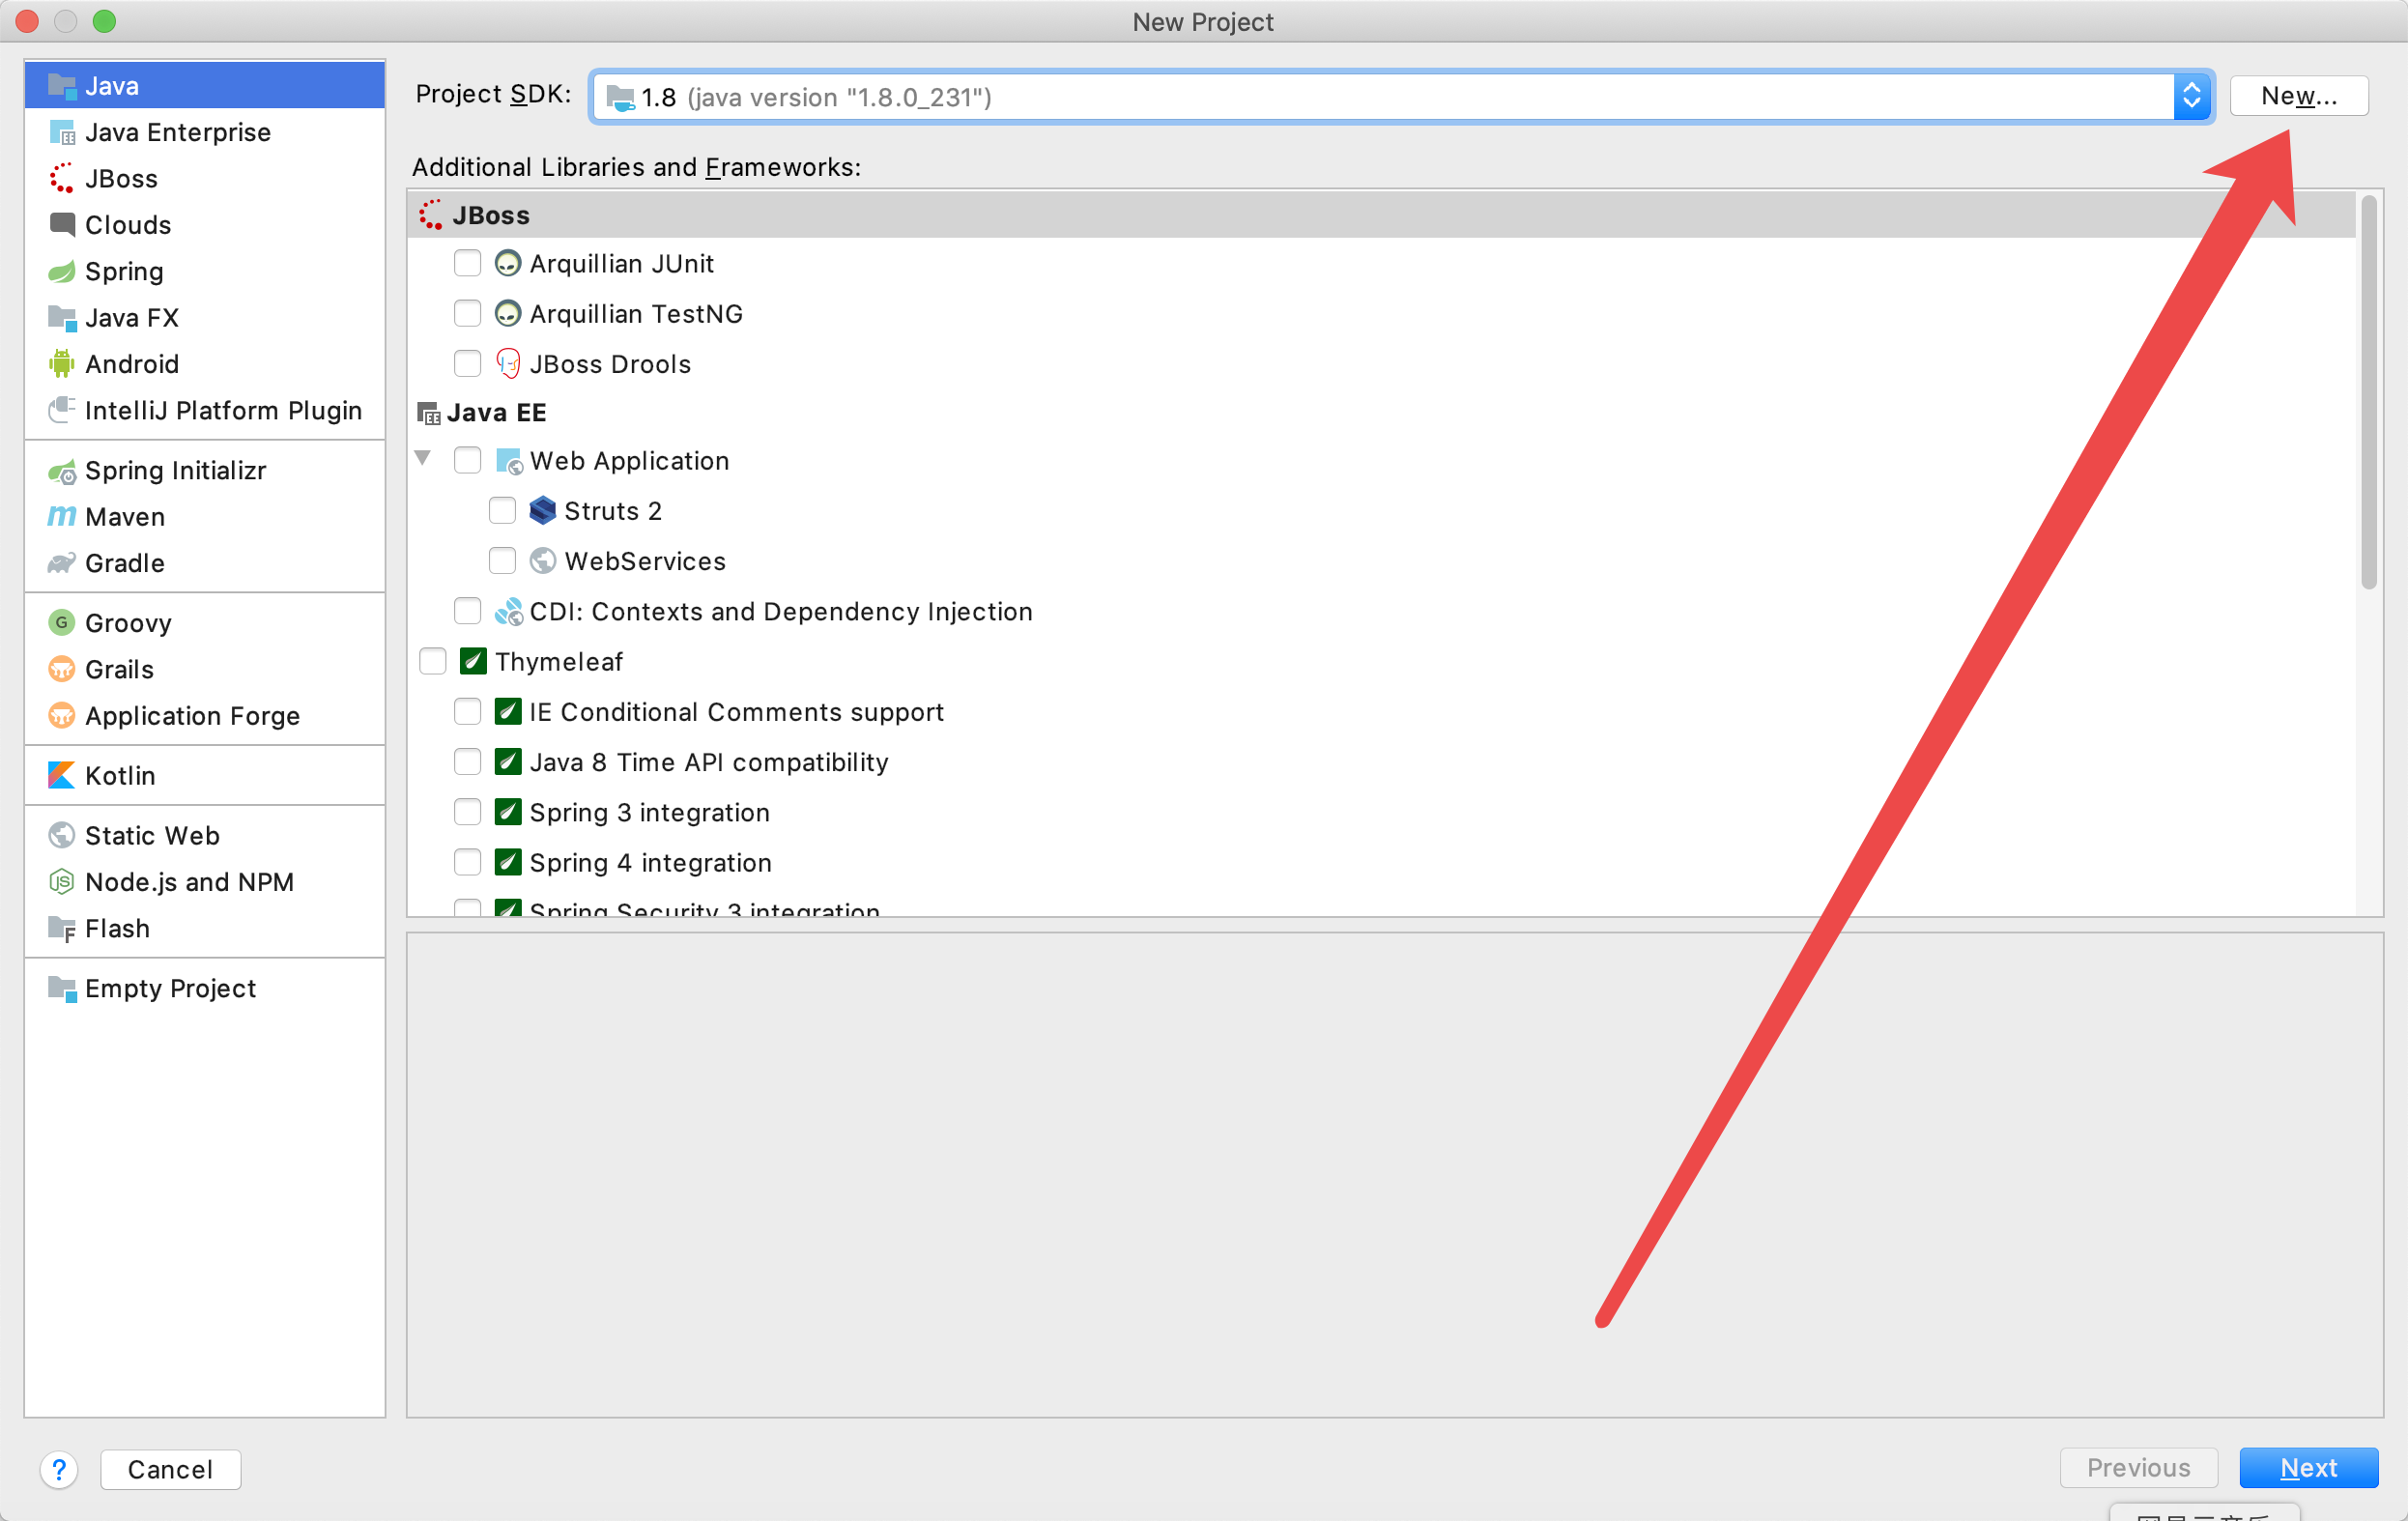 New Project
Java
Java Enterprise
JBoss
Clouds
Spring
Java FX
Android
IntelliJ Platform Plugin
Spring Initializr
Maven
Gradle
Groovy
Grails
Application Forge
Kotlin
Static Web
Node.js and NPM
Flash
Empty Project
Project SDK: 1.8 (java version "1.8.0_231") New...
Additional Libraries and Frameworks:
JBoss
Arquillian JUnit
Arquillian TestNG
JBoss Drools
Java EE
Web Application
Struts 2
WebServices
CDI: Contexts and Dependency Injection
Thymeleaf
IE Conditional Comments support
Java 8 Time API compatibility
Spring 3 integration
Spring 4 integration
Spring Security 3 integration
? Cancel Previous Next